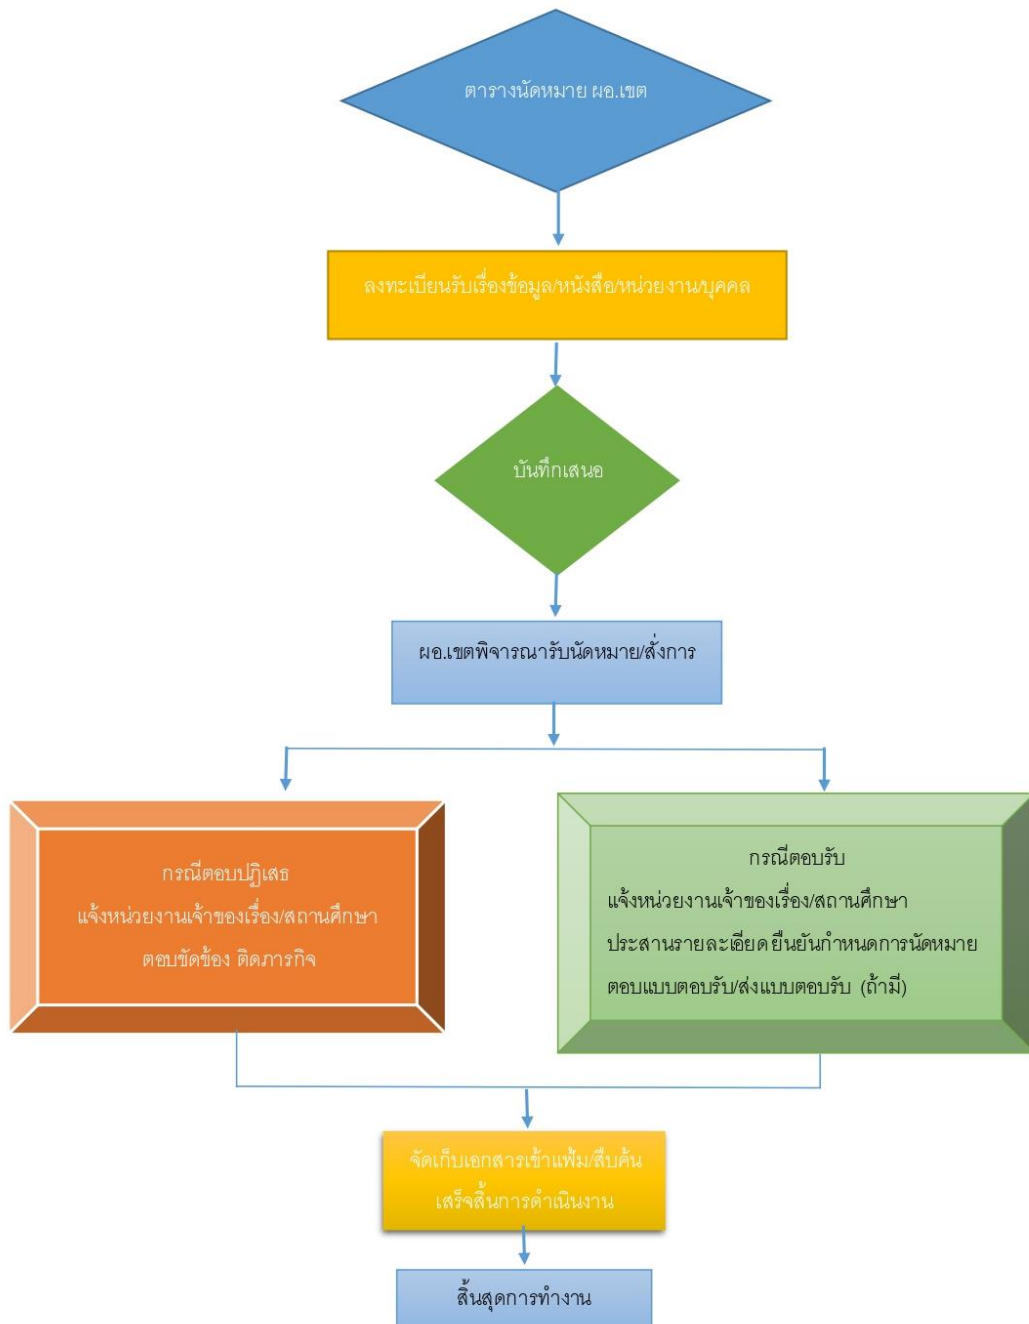 ตารางนัดหมาย ผอ.เขต
ลงทะเบียนรับเรื่องข้อมูล/หนังสือ/หน่วยงาน/บุคคล
บันทึกเสนอ
ผอ.เขตพิจารณารับนัดหมาย/สั่งการ
กรณีตอบปฏิเสธ
แจ้งหน่วยงานเจ้าของเรื่อง/สถานศึกษา
ตอบขัดข้อง ติดภารกิจ
กรณีตอบรับ
แจ้งหน่วยงานเจ้าของเรื่อง/สถานศึกษา
ประสานรายละเอียด ยืนยันกำหนดการนัดหมาย
ตอบแบบตอบรับ/ส่งแบบตอบรับ (ถ้ามี)
จัดเก็บเอกสารเข้าแฟ้ม/สืบค้น
เสร็จสิ้นการดำเนินงาน
สิ้นสุดการทำงาน